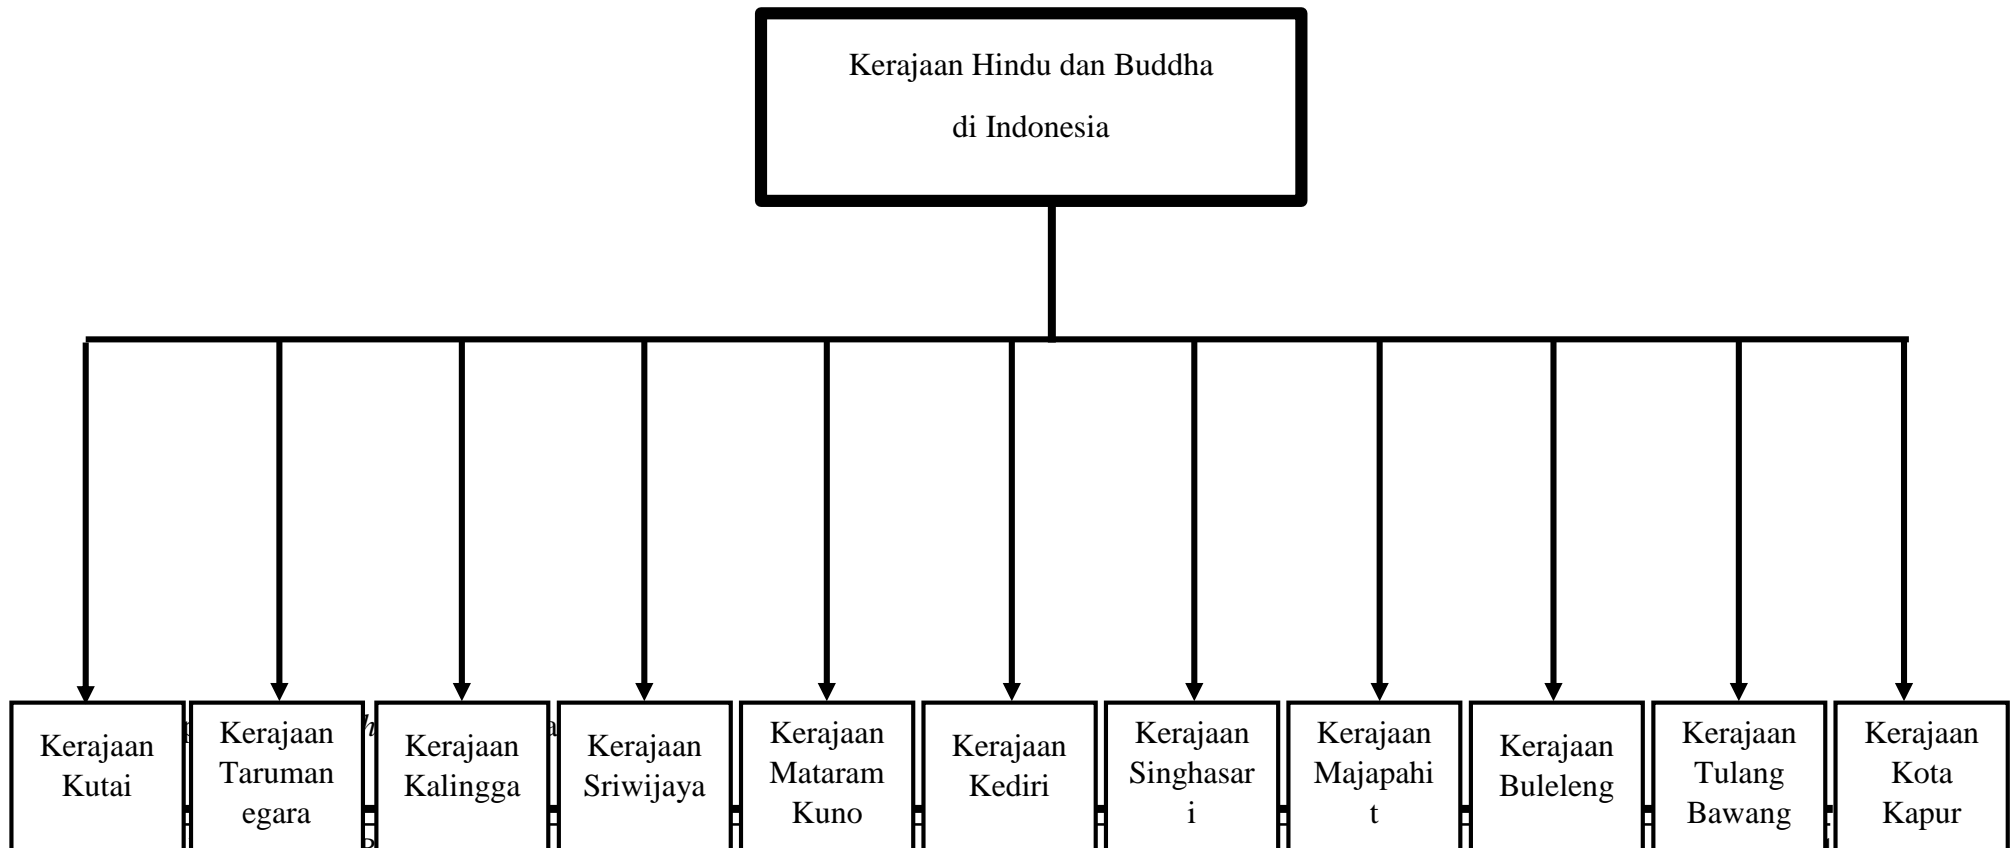 Kerajaan Hindu dan Buddha
di Indonesia
Kerajaan
Kutai
Kerajaan
Taruman
egara
Kerajaan
Kalingga
Kerajaan
Sriwijaya
Kerajaan
Mataram
Kuno
Kerajaan
Kediri
Kerajaan
Singhasar
i
Kerajaan
Majapahi
t
Kerajaan
Buleleng
Kerajaan
Tulang
Bawang
Kerajaan
Kota
Kapur